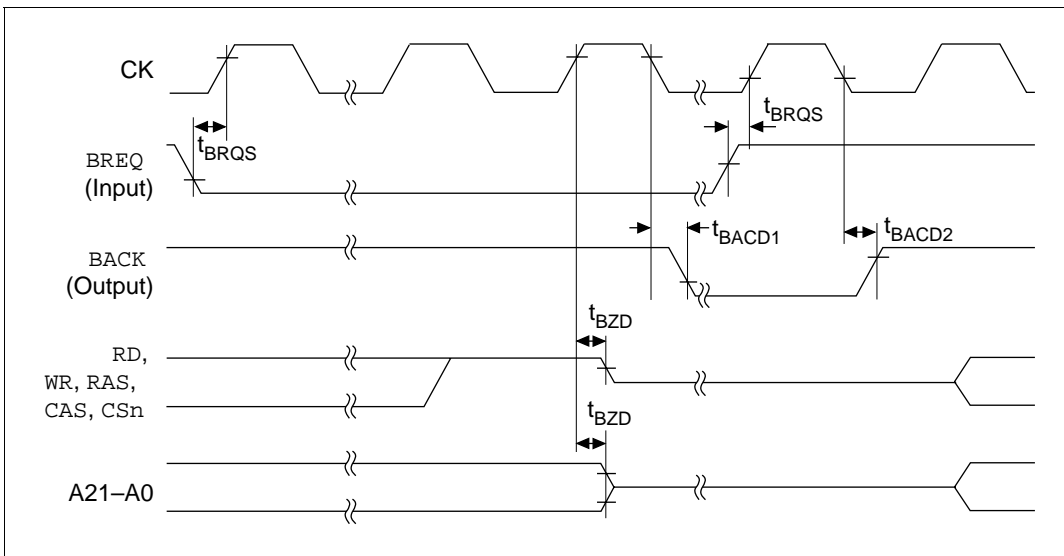 CK
tBRQS
tBRQS
BREQ
(Input)
tBACD1
tBACD2
BACK
(Output)
tBZD
RD,
WR, RAS,
CAS, CSn
tBZD
A21–A0